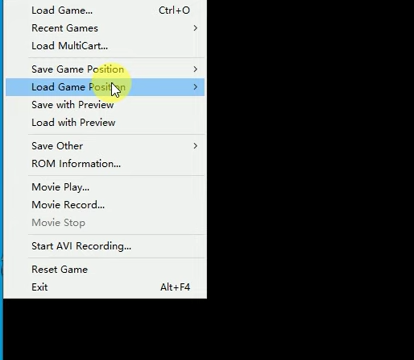 Load Game... Ctrl+O
Recent Games
Load MultiCart...
Save Game Position
Load Game Position
Save with Preview
Load with Preview
Save Other
ROM Information...
Movie Play...
Movie Record...
Movie Stop
Start AVI Recording...
Reset Game
Exit Alt+F4